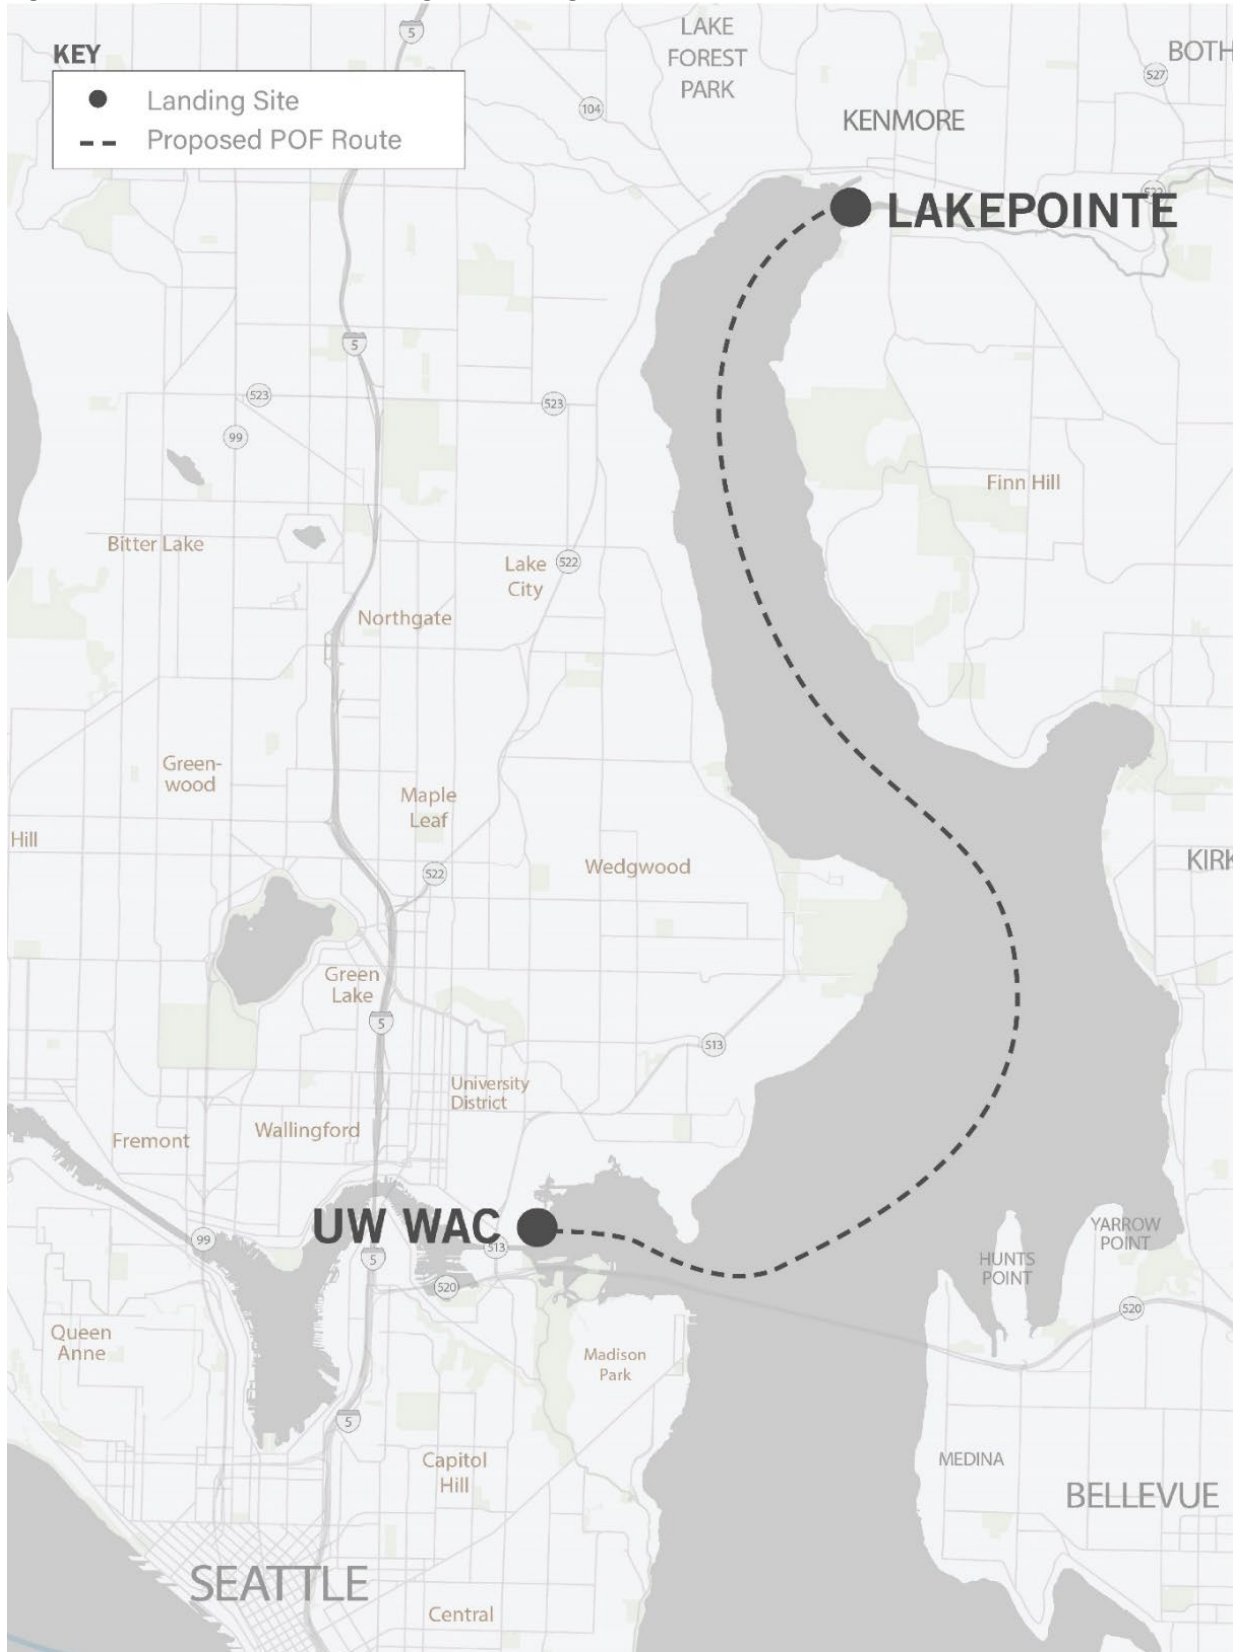 KEY
Landing Site
Proposed POF Route
5
LAKE
FOREST
PARK
BOTH
527
104
KENMORE
522
LAKEPOINTE
5
523
523
99
Finn Hill
Bitter Lake
Lake
City
522
Northgate
Green-
wood
Maple
Leaf
Hill
522
Wedgwood
KIRK
Green
Lake
5
513
University
District
Fremont
Wallingford
UW WAC
99
5
513
520
YARROW
POINT
HUNTS
POINT
520
Queen
Anne
Madison
Park
5
Capitol
Hill
MEDINA
BELLEVUE
SEATTLE
Central